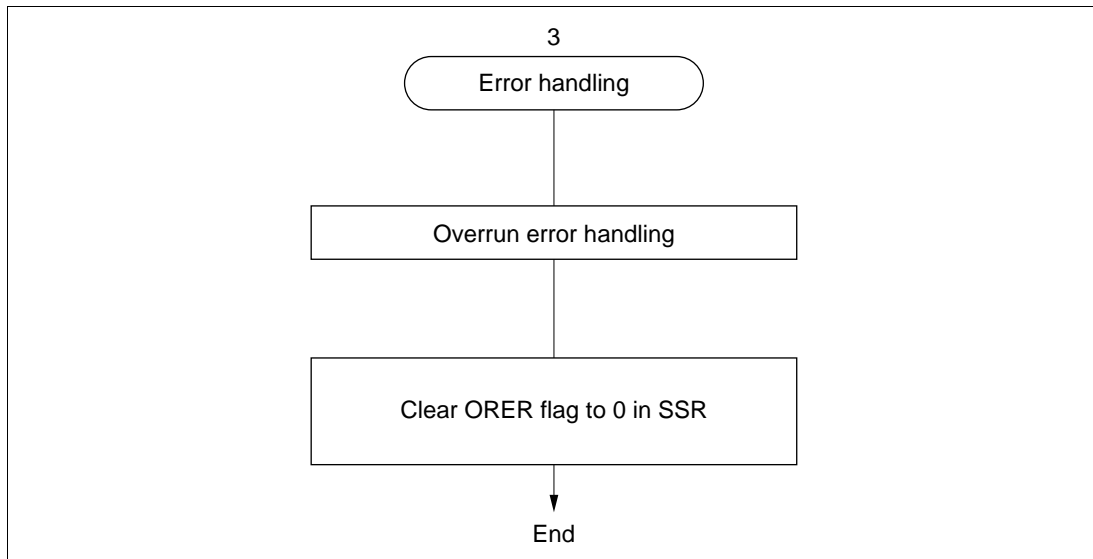 3
Error handling
Overrun error handling
Clear ORER flag to 0 in SSR
End